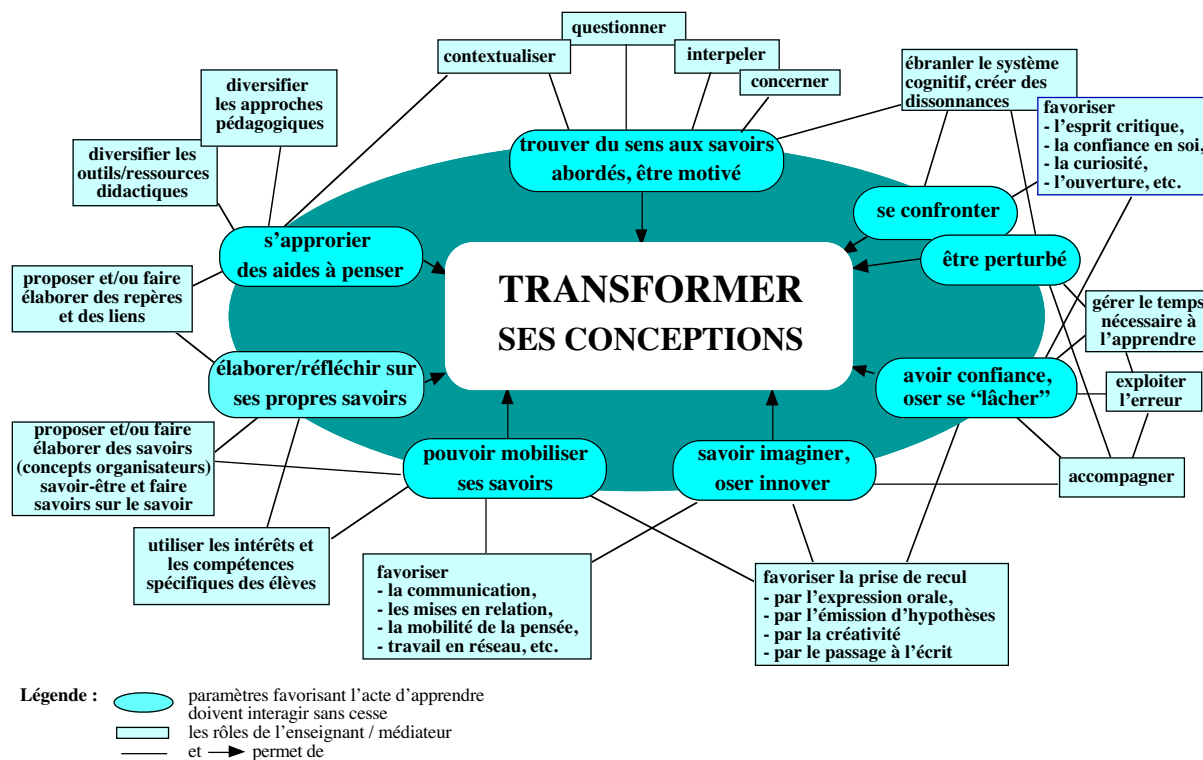 questionner
contextualiser
interpeler
concerner
ébranler le système
cognitif, créer des
dissonnances
diversifier
les approches
pédagogiques
favoriser
- l'esprit critique,
- la confiance en soi,
- la curiosité,
- l'ouverture, etc.
diversifier les
outils/ressources
didactiques
trouver du sens aux savoirs
abordés, être motivé
se confronter
s'approrier
des aides à penser
être perturbé
proposer et/ou faire
élaborer des repères
et des liens
TRANSFORMER
SES CONCEPTIONS
gérer le temps
nécessaire à
l'apprendre
élaborer/réfléchir sur
ses propres savoirs
avoir confiance,
oser se “lâcher”
exploiter
l'erreur
proposer et/ou faire
élaborer des savoirs
(concepts organisateurs)
savoir-être et faire
savoirs sur le savoir
pouvoir mobiliser
ses savoirs
savoir imaginer,
oser innover
accompagner
utiliser les intérêts et
les compétences
spécifiques des élèves
favoriser
- la communication,
- les mises en relation,
- la mobilité de la pensée,
- travail en réseau, etc.
favoriser la prise de recul
- par l'expression orale,
- par l'émission d'hypothèses
- par la créativité
- par le passage à l'écrit
Légende :
paramètres favorisant l'acte d'apprendre
doivent interagir sans cesse
les rôles de l'enseignant / médiateur
et permet de